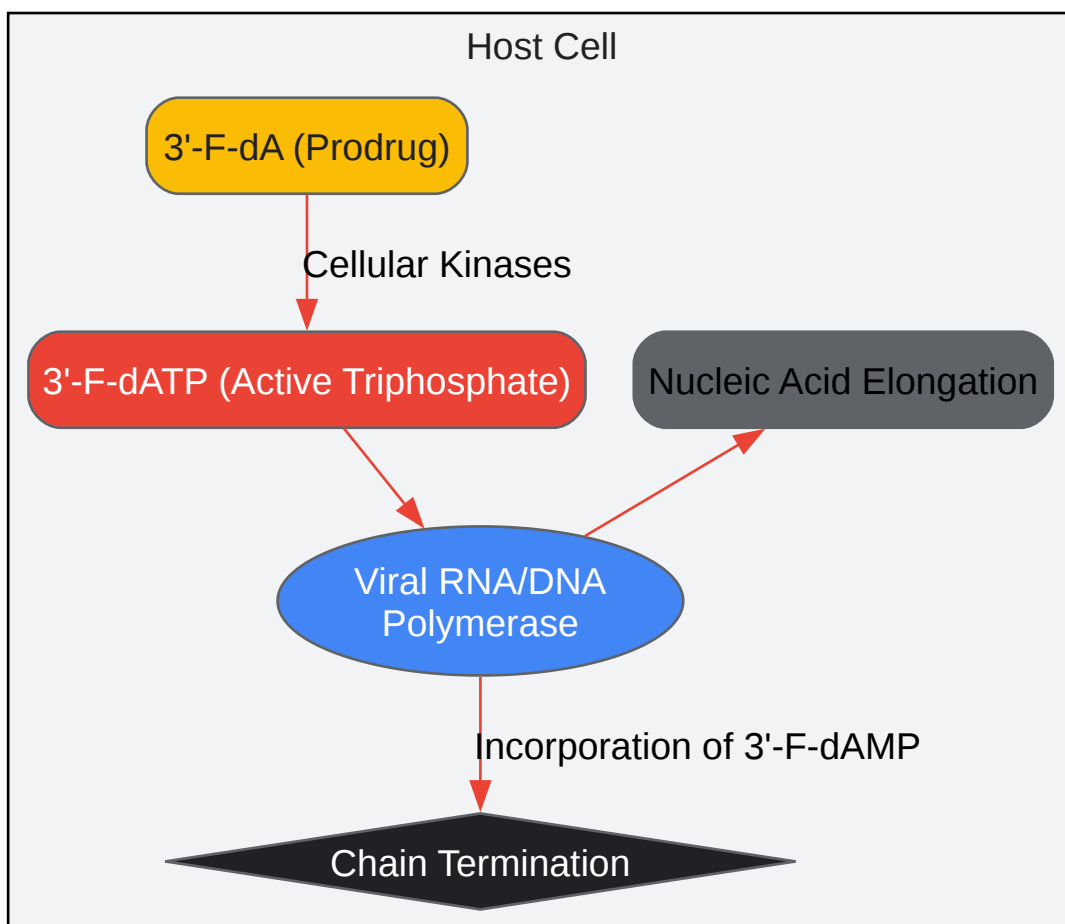 Host Cell
3'-F-dA (Prodrug)
Cellular Kinases
3'-F-dATP (Active Triphosphate)
Nucleic Acid Elongation
Viral RNA/DNA
Polymerase
Incorporation of 3'-F-dAMP
Chain Termination